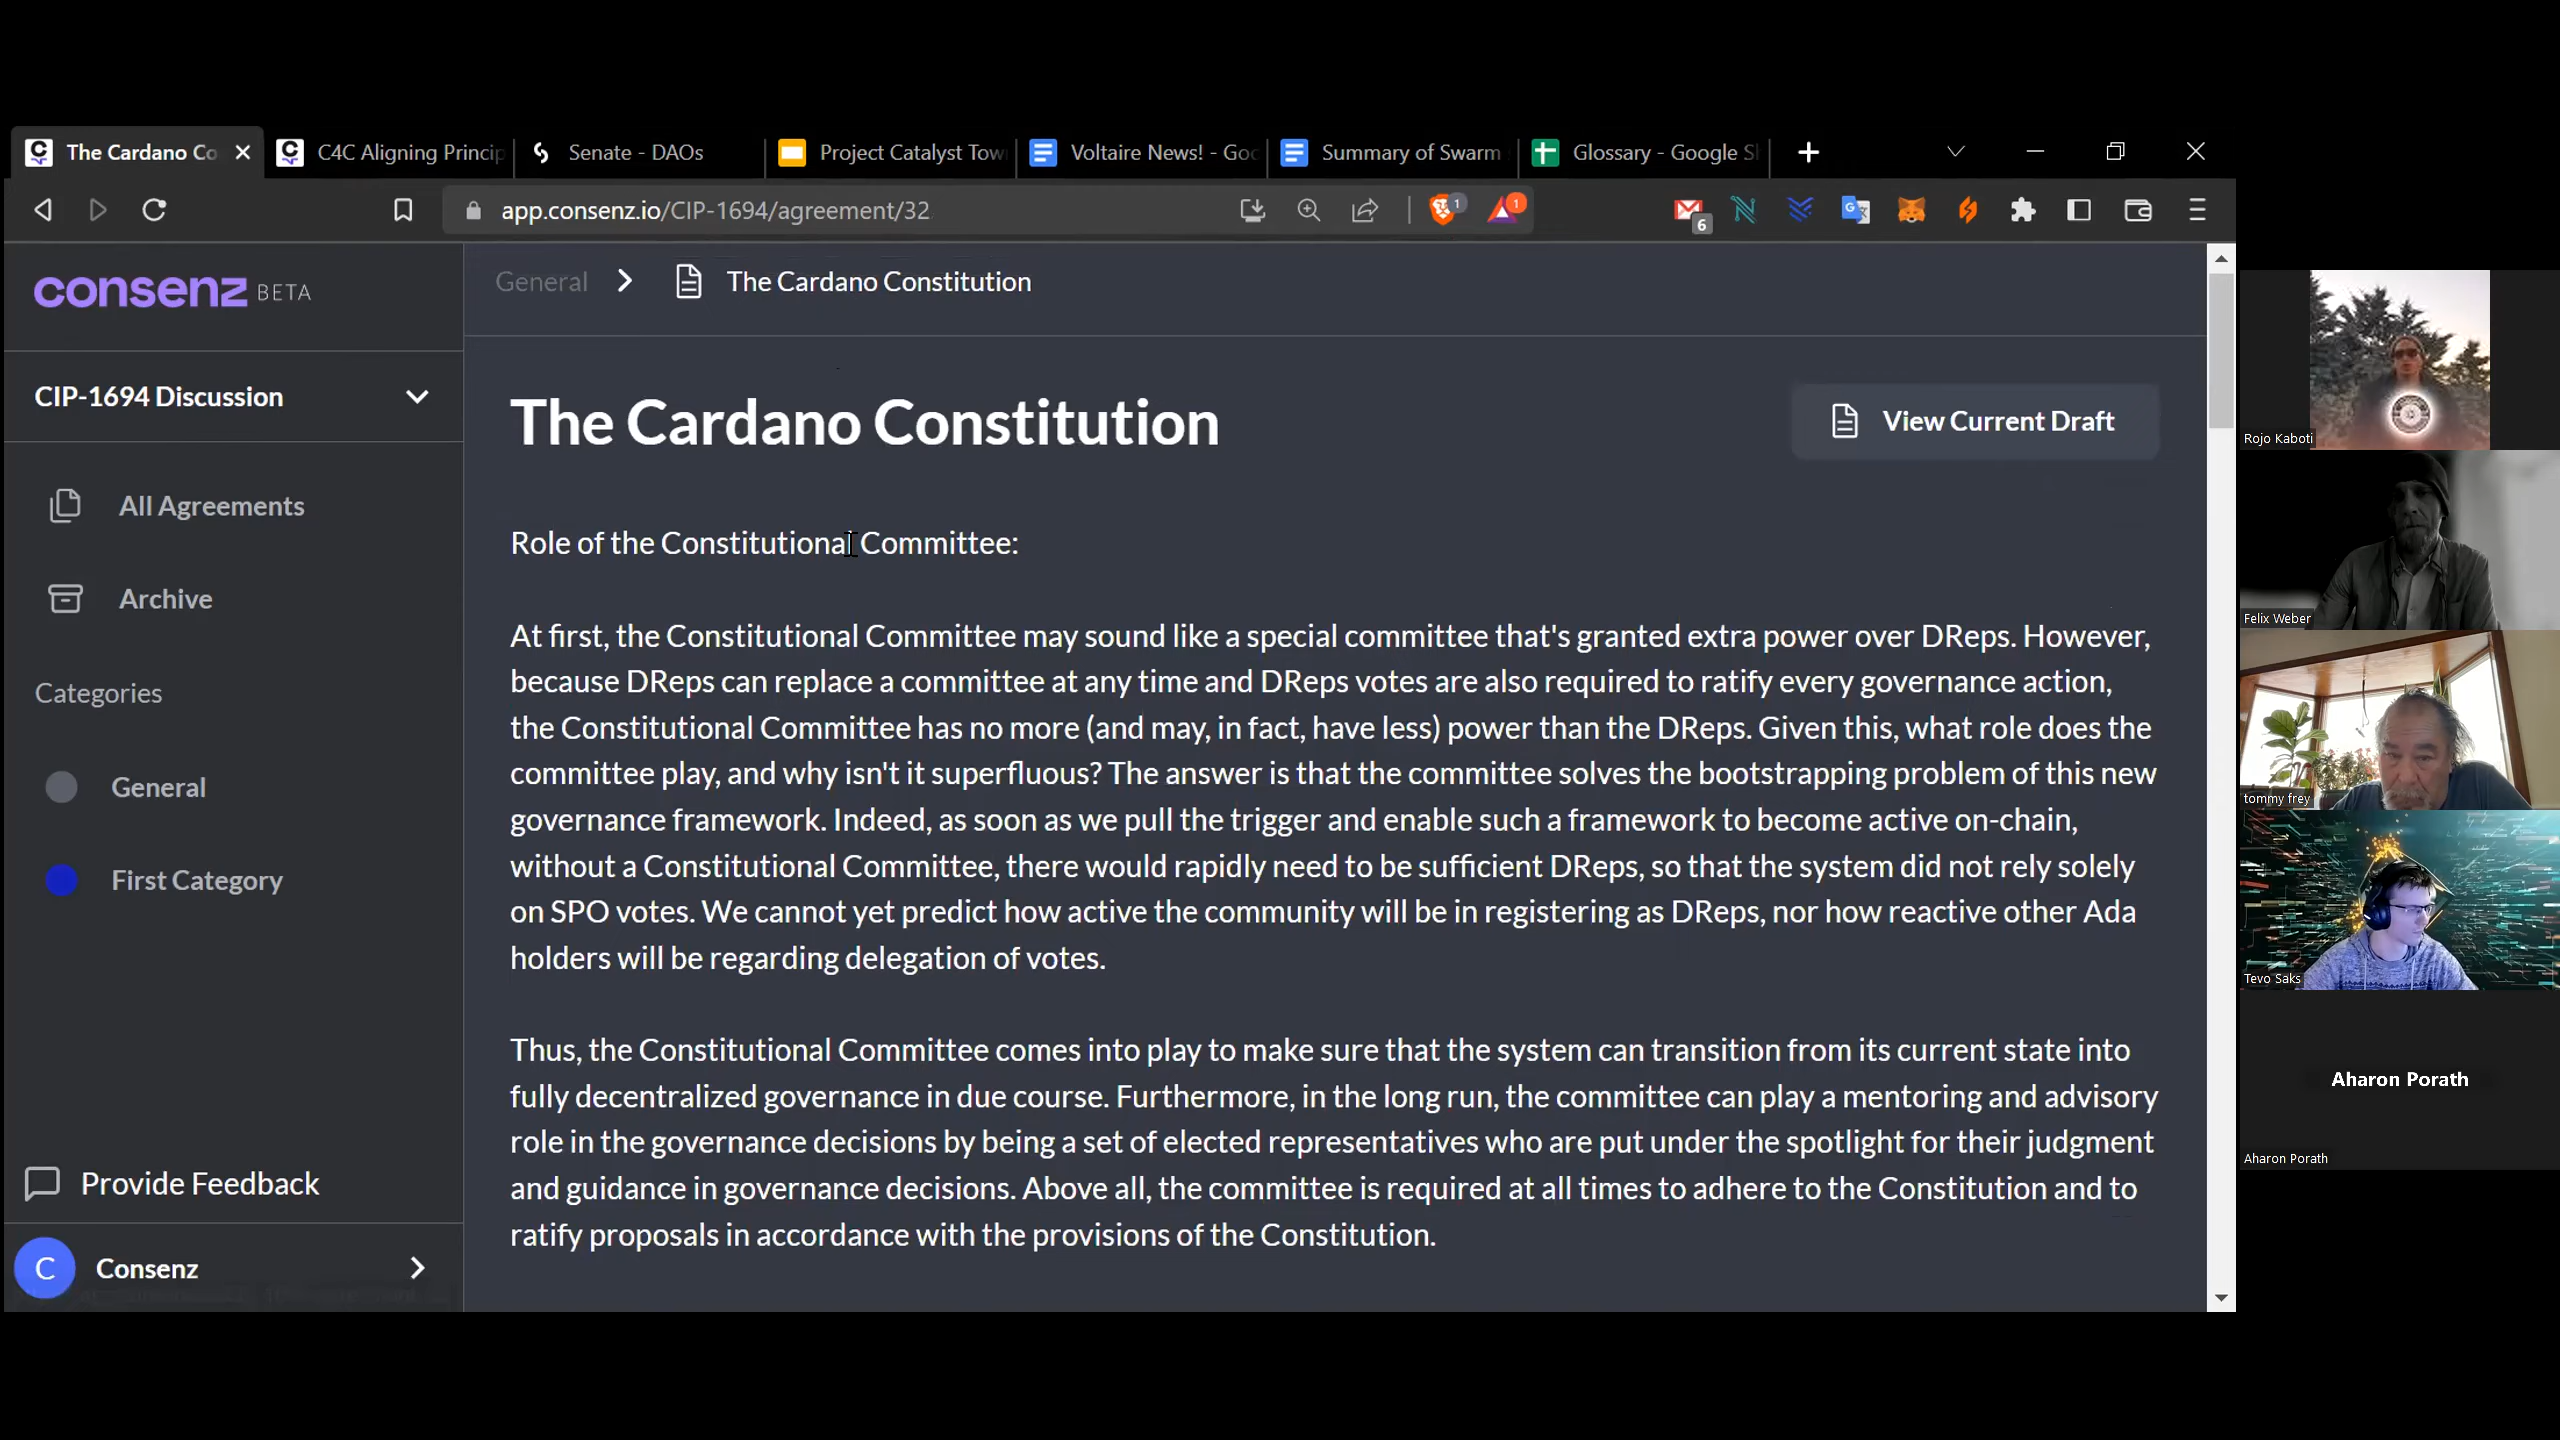 The Cardano Co
C4C Aligning Princip
Senate - DAOs
Project Catalyst Tow
Voltaire News! - Goo
Summary of Swarm
Glossary - Google Sh
app.consenz.io/CIP-1694/agreement/32
1
1
6
consenz BETA
CIP-1694 Discussion
All Agreements
Archive
Categories
General
First Category
Provide Feedback
C
Consenz
General
The Cardano Constitution
The Cardano Constitution
View Current Draft
Role of the Constitutional Committee:
At first, the Constitutional Committee may sound like a special committee that's granted extra power over DReps. However,
because DReps can replace a committee at any time and DReps votes are also required to ratify every governance action,
the Constitutional Committee has no more (and may, in fact, have less) power than the DReps. Given this, what role does the
committee play, and why isn't it superfluous? The answer is that the committee solves the bootstrapping problem of this new
governance framework. Indeed, as soon as we pull the trigger and enable such a framework to become active on-chain,
without a Constitutional Committee, there would rapidly need to be sufficient DReps, so that the system did not rely solely
on SPO votes. We cannot yet predict how active the community will be in registering as DReps, nor how reactive other Ada
holders will be regarding delegation of votes.
Thus, the Constitutional Committee comes into play to make sure that the system can transition from its current state into
fully decentralized governance in due course. Furthermore, in the long run, the committee can play a mentoring and advisory
role in the governance decisions by being a set of elected representatives who are put under the spotlight for their judgment
and guidance in governance decisions. Above all, the committee is required at all times to adhere to the Constitution and to
ratify proposals in accordance with the provisions of the Constitution.
Rojo Kaboti
Felix Weber
tommy frey
Tevo Saks
Aharon Porath
Aharon Porath